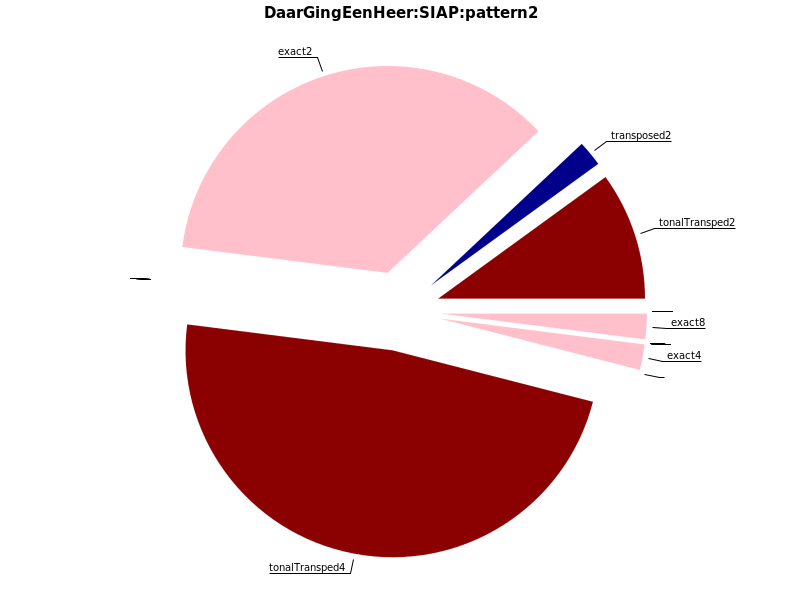 DaarGingEenHeer:SIAP:pattern2
exact2
transposed2
tonalTransped2
exact8
exact4
tonalTransped4